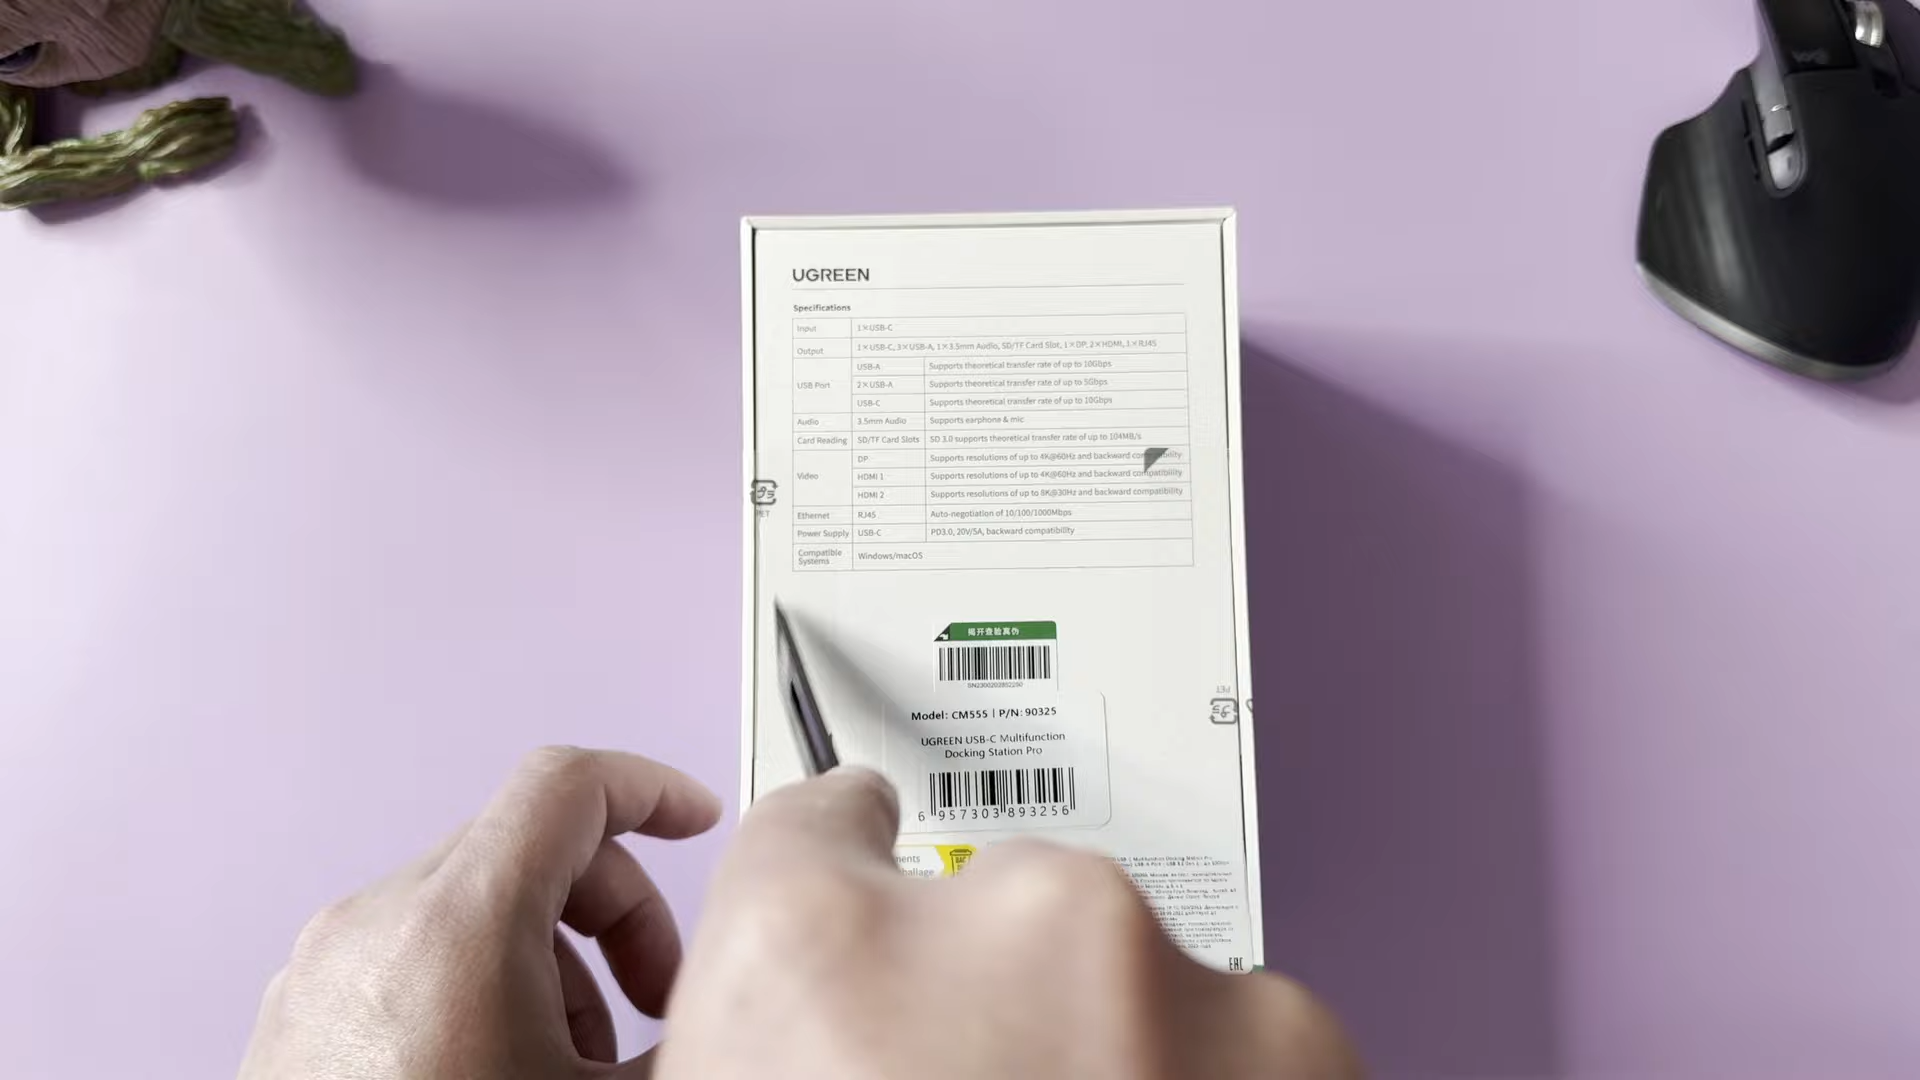 UGREEN
Specifications
Input 1×USB-C
Output 1×USB-C, 3×USB-A, 1×3.5mm Audio, SD/TF Card Slot, 1×DP, 2×HDMI, 1×RJ45
USB Port USB-A Supports theoretical transfer rate of up to 10Gbps
2×USB-A Supports theoretical transfer rate of up to 5Gbps
USB-C Supports theoretical transfer rate of up to 10Gbps
Audio 3.5mm Audio Supports earphone & mic
Card Reading SD/TF Card Slots SD 3.0 supports theoretical transfer rate of up to 104MB/s
Video DP Supports resolutions of up to 4K@60Hz and backward compatibility
HDMI 1 Supports resolutions of up to 4K@60Hz and backward compatibility
HDMI 2 Supports resolutions of up to 8K@30Hz and backward compatibility
Ethernet RJ45 Auto-negotiation of 10/100/1000Mbps
Power Supply USB-C PD3.0, 20V/5A, backward compatibility
Compatible Systems Windows/macOS
PET
揭开查验真伪
PET
Model: CM555 | P/N: 90325
UGREEN USB-C Multifunction
Docking Station Pro
6 957303 893256
BAC
EAC